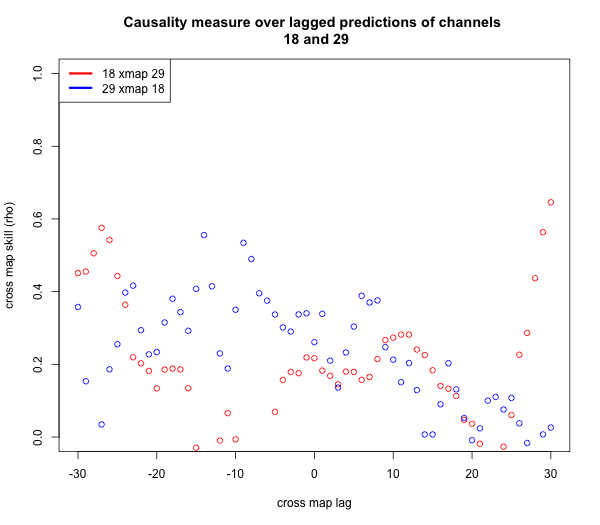 Causality measure over lagged predictions of channels
18 and 29
18 xmap 29
29 xmap 18
cross map skill (rho)
1.0
0.8
0.6
0.4
0.2
0.0
-30
-20
-10
0
10
20
30
cross map lag